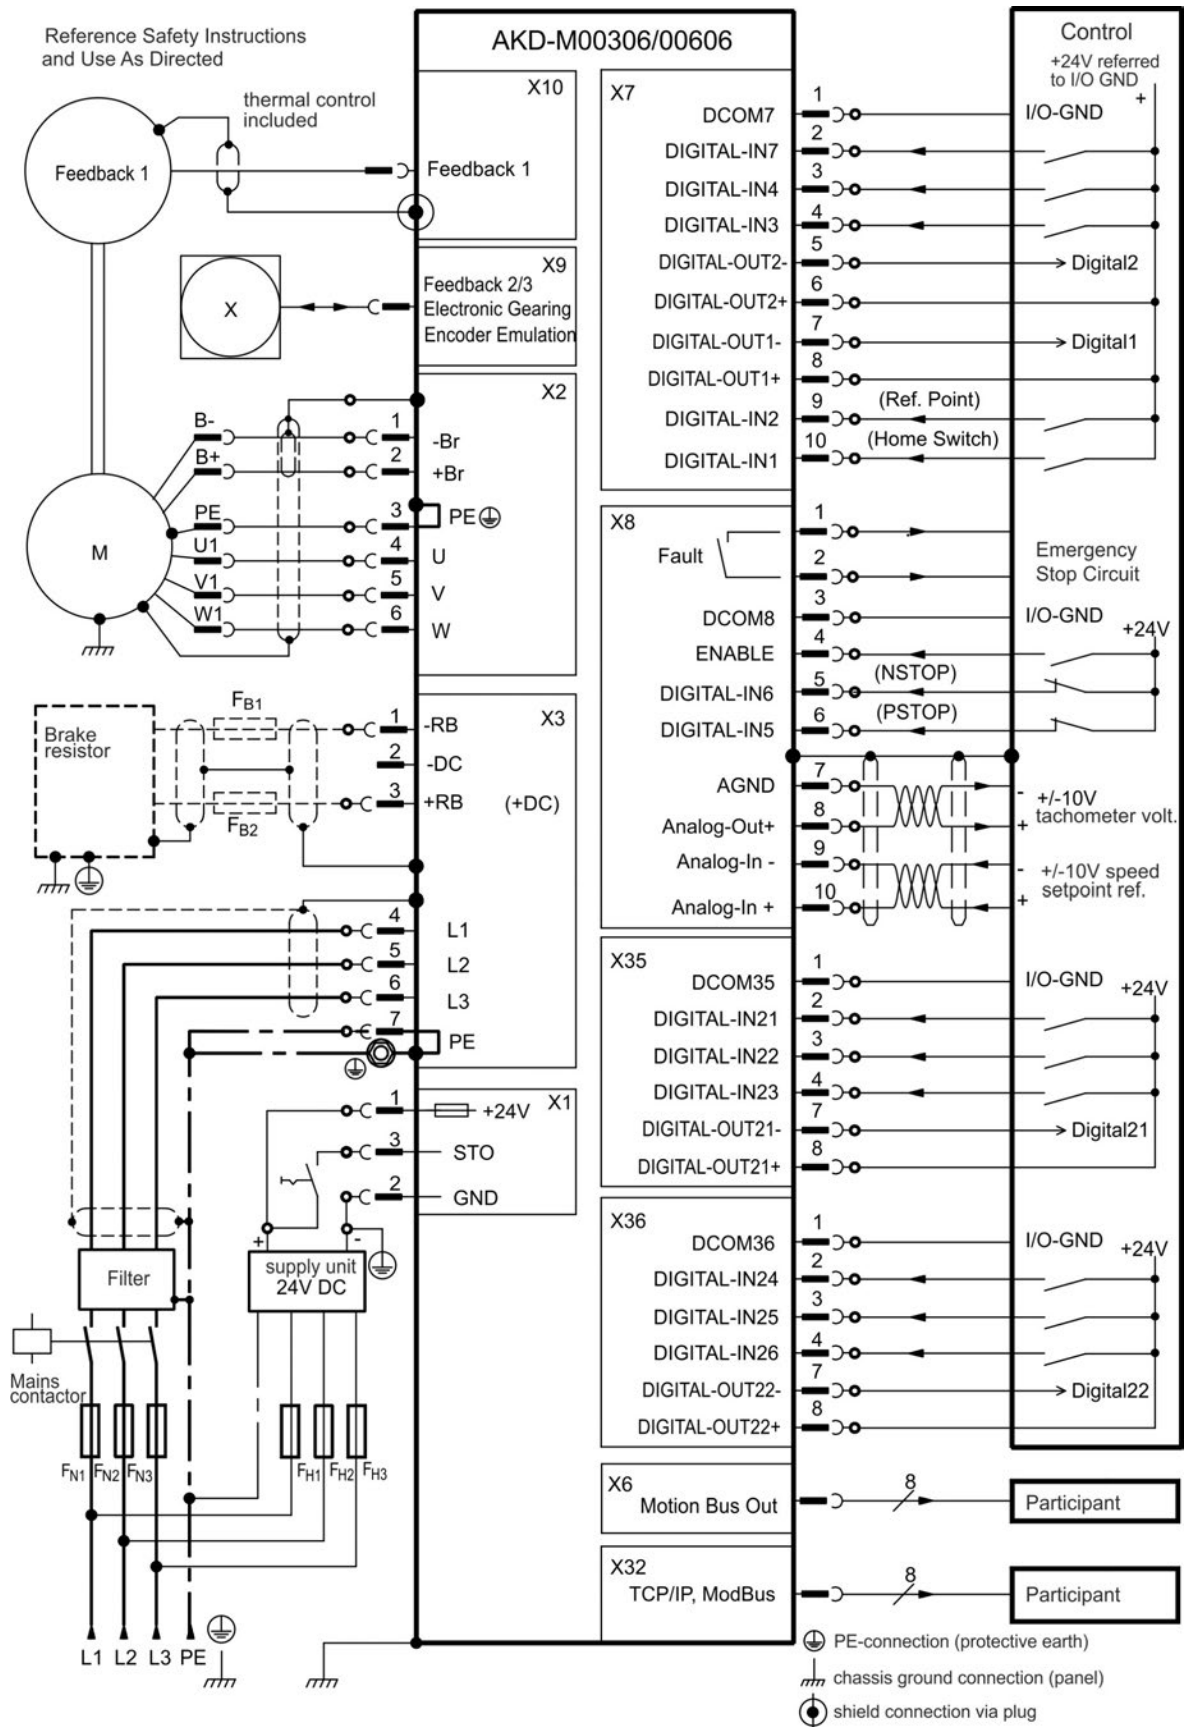 Reference Safety Instructions
and Use As Directed
AKD-M00306/00606
Control
+24V referred
to I/O GND
+
thermal control
included
Feedback 1
X10
Feedback 1
X
X9
Feedback 2/3
Electronic Gearing
Encoder Emulation
X2
B-
1
-Br
B+
2
+Br
PE
3
PE
U1
4
U
V1
5
V
W1
6
W
M
Brake
resistor
FB1
FB2
X3
1
-RB
2
-DC
3
+RB
(+DC)
4
L1
5
L2
6
L3
7
PE
X1
1
+24V
3
STO
2
GND
+
-
supply unit
24V DC
Filter
Mains
contactor
FN1
FN2
FN3
FH1
FH2
FH3
L1
L2
L3
PE
X7
DCOM7
1
I/O-GND
DIGITAL-IN7
2
DIGITAL-IN4
3
DIGITAL-IN3
4
DIGITAL-OUT2-
5
Digital2
DIGITAL-OUT2+
6
DIGITAL-OUT1-
7
Digital1
DIGITAL-OUT1+
8
DIGITAL-IN2
9
(Ref. Point)
DIGITAL-IN1
10
(Home Switch)
X8
Fault
1
2
Emergency
Stop Circuit
DCOM8
3
I/O-GND
+24V
ENABLE
4
DIGITAL-IN6
5
(NSTOP)
DIGITAL-IN5
6
(PSTOP)
AGND
7
-
Analog-Out+
8
+
+/-10V
tachometer volt.
Analog-In -
9
-
Analog-In +
10
+
+/-10V speed
setpoint ref.
X35
DCOM35
1
I/O-GND
+24V
DIGITAL-IN21
2
DIGITAL-IN22
3
DIGITAL-IN23
4
DIGITAL-OUT21-
7
Digital21
DIGITAL-OUT21+
8
X36
DCOM36
1
I/O-GND
+24V
DIGITAL-IN24
2
DIGITAL-IN25
3
DIGITAL-IN26
4
DIGITAL-OUT22-
7
Digital22
DIGITAL-OUT22+
8
X6
Motion Bus Out
8
Participant
X32
TCP/IP, ModBus
8
Participant
PE-connection (protective earth)
chassis ground connection (panel)
shield connection via plug